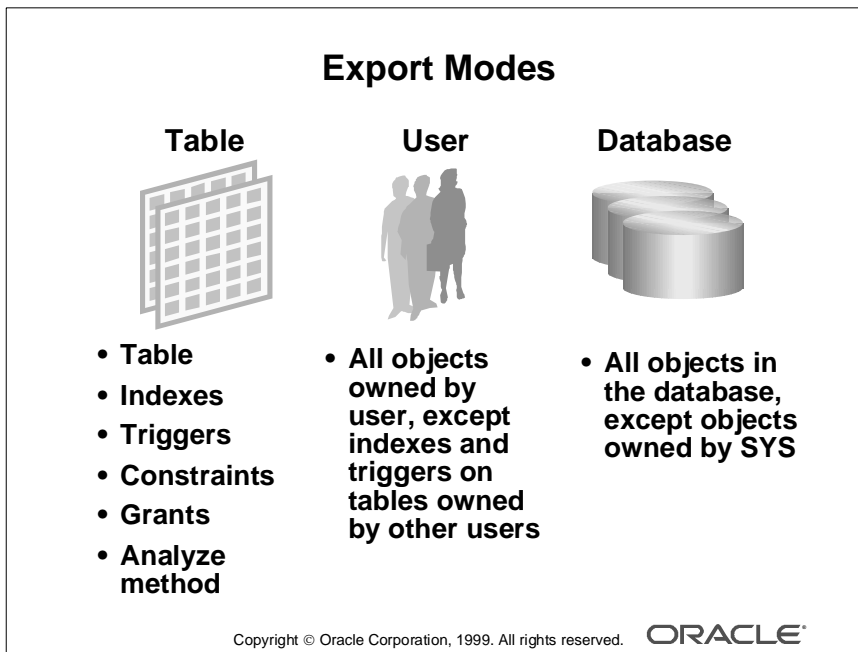 Export Modes
Table
User
Database
• Table
• Indexes
• Triggers
• Constraints
• Grants
• Analyze
method
• All objects
owned by
user, except
indexes and
triggers on
tables owned
by other users
• All objects in
the database,
except objects
owned by SYS
Copyright © Oracle Corporation, 1999. All rights reserved.
ORACLE®